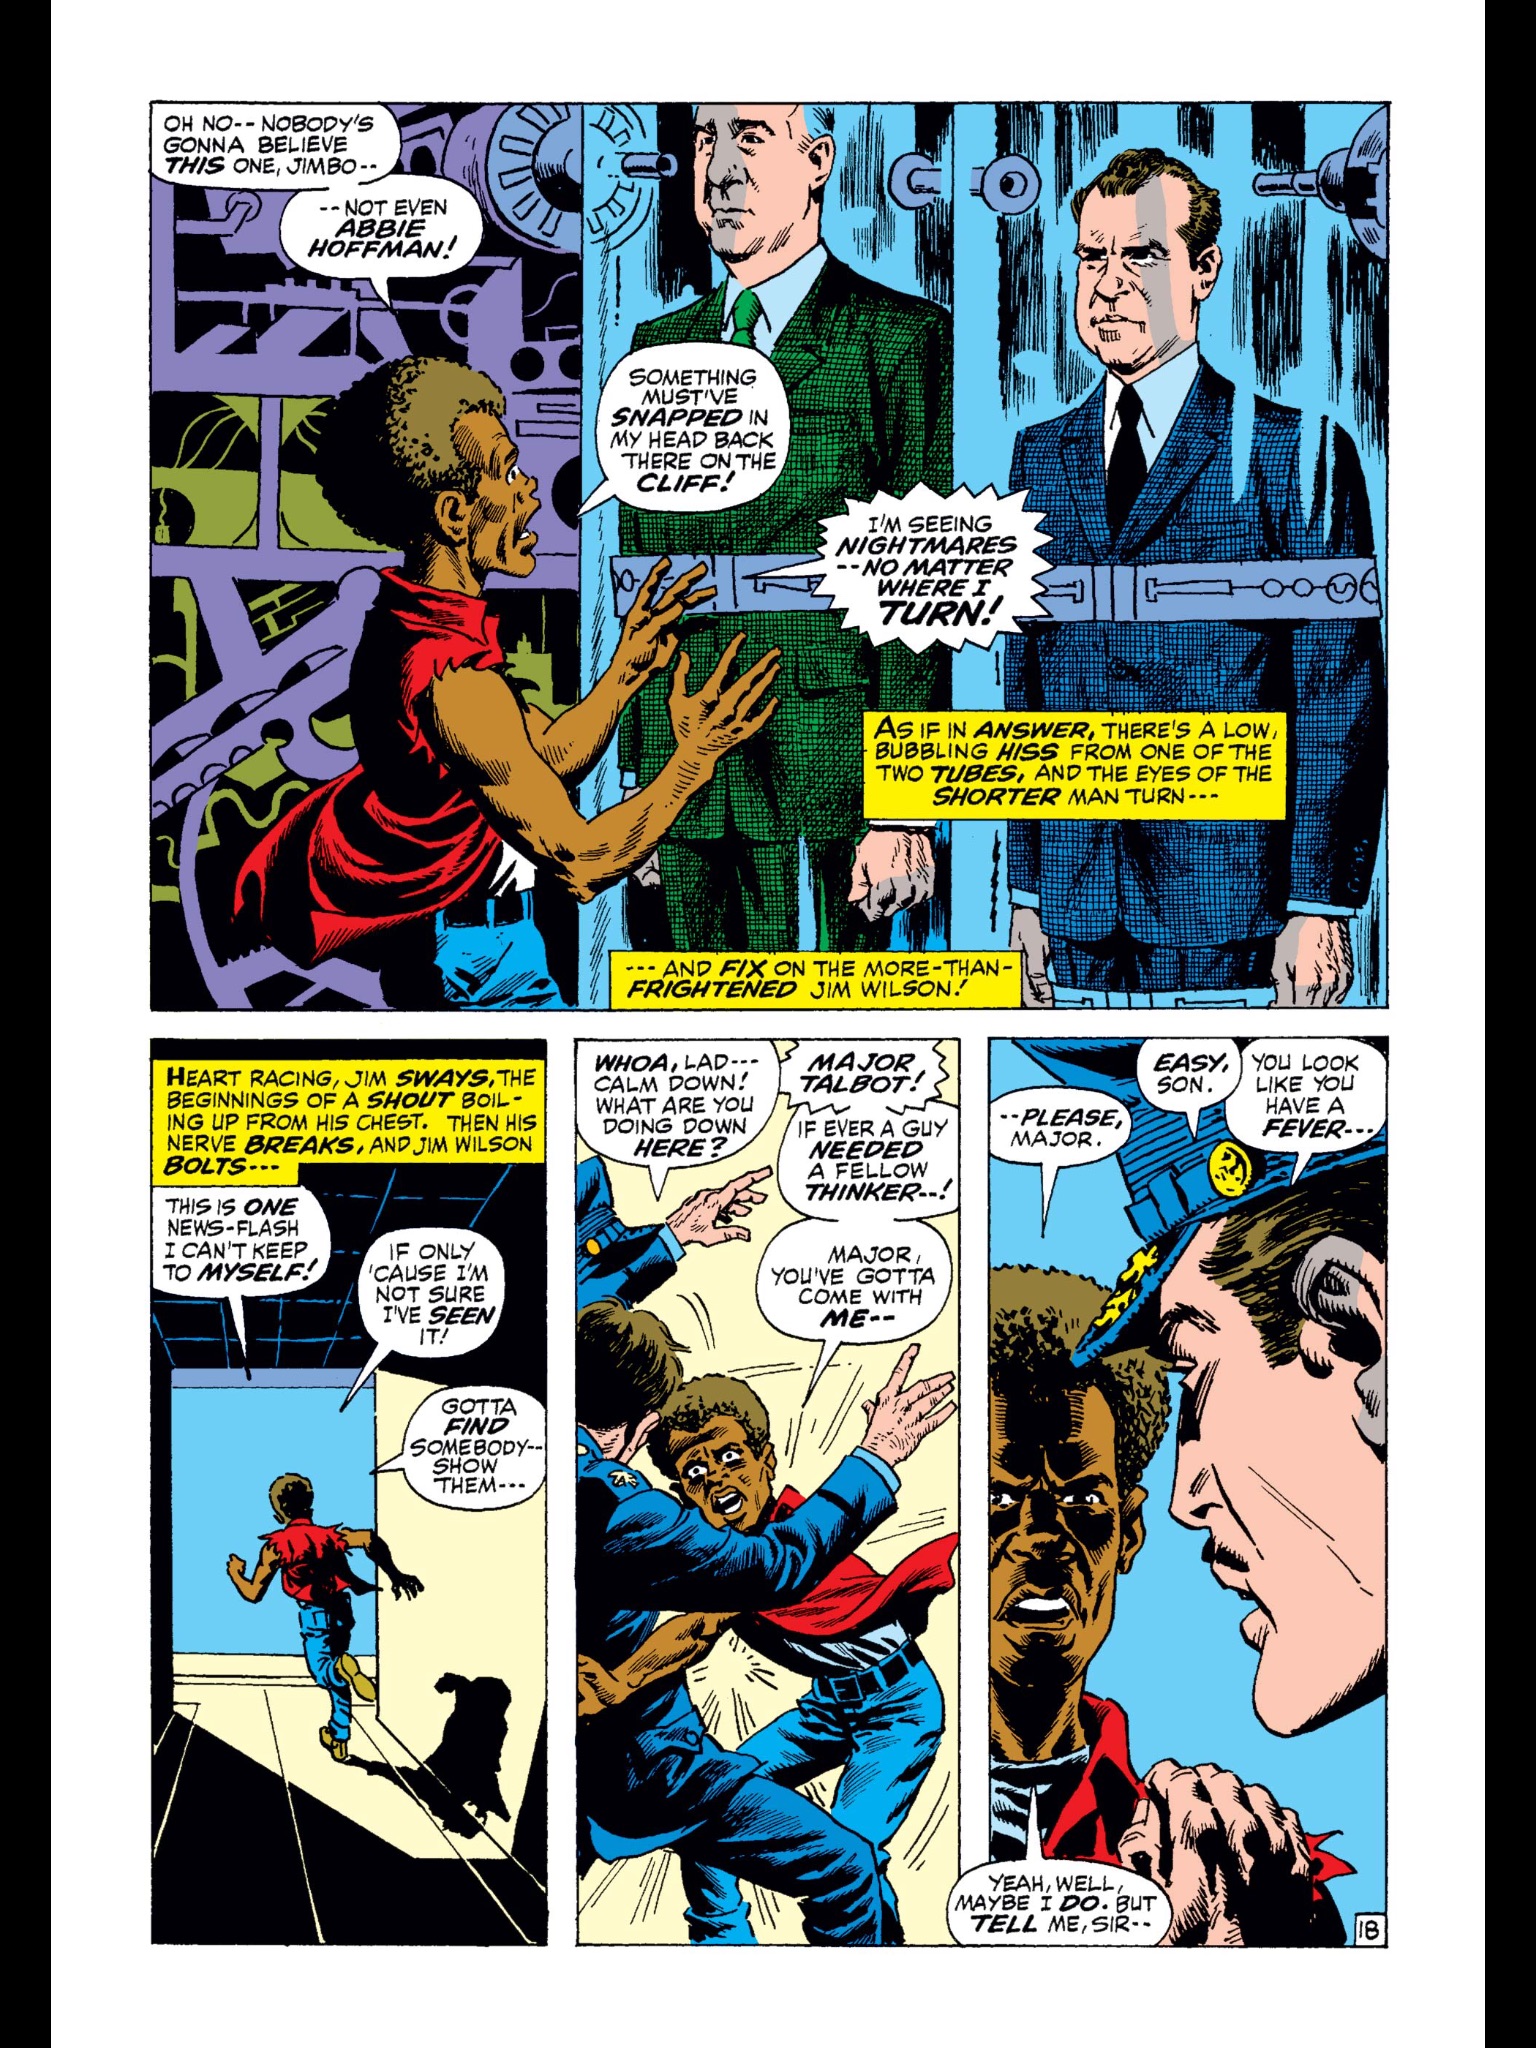 OH NO-- NOBODY'S
GONNA BELIEVE
THIS ONE, JIMBO--
-- NOT EVEN
ABBIE
HOFFMAN!
SOMETHING
MUST'VE
SNAPPED IN
MY HEAD BACK
THERE ON THE
CLIFF!
I'M SEEING
NIGHTMARES
--NO MATTER
WHERE I
TURN!
AS IF IN ANSWER, THERE'S A LOW,
BUBBLING HISS FROM ONE OF THE
TWO TUBES, AND THE EYES OF THE
SHORTER MAN TURN---
--- AND FIX ON THE MORE-THAN-
FRIGHTENED JIM WILSON!
HEART RACING, JIM SWAYS, THE
BEGINNINGS OF A SHOUT BOIL-
ING UP FROM HIS CHEST. THEN HIS
NERVE BREAKS, AND JIM WILSON
BOLTS---
THIS IS ONE
NEWS-FLASH
I CAN'T KEEP
TO MYSELF!
IF ONLY
'CAUSE I'M
NOT SURE
I'VE SEEN
IT!
GOTTA
FIND
SOMEBODY--
SHOW
THEM---
WHOA, LAD---
CALM DOWN!
WHAT ARE YOU
DOING DOWN
HERE?
MAJOR
TALBOT!
IF EVER A GUY
NEEDED
A FELLOW
THINKER--!
MAJOR,
YOU'VE GOTTA
COME WITH
ME--
--PLEASE,
MAJOR.
EASY,
SON.
YOU LOOK
LIKE YOU
HAVE A
FEVER---
YEAH, WELL,
MAYBE I DO. BUT
TELL ME, SIR--
18